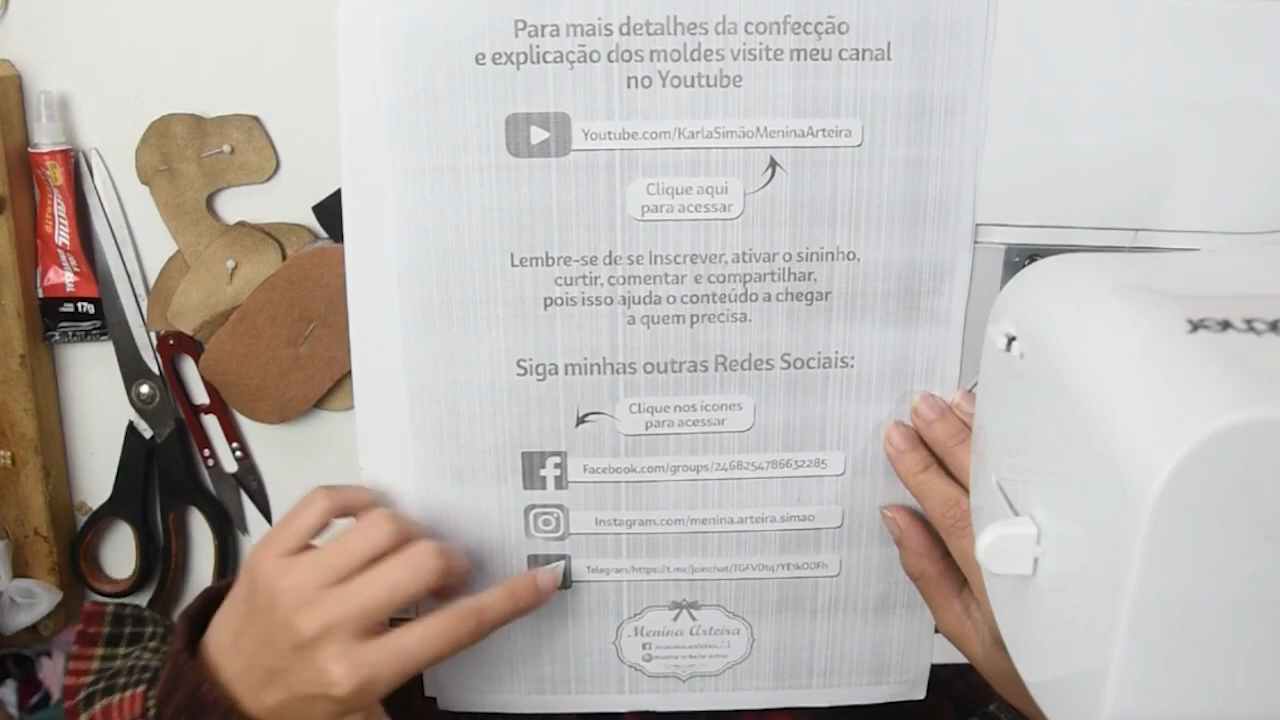 Para mais detalhes da confecção
e explicação dos moldes visite meu canal
no Youtube
Youtube.com/KarlaSimãoMeninaArteira
Clique aqui
para acessar
Lembre-se de se Inscrever, ativar o sininho,
curtir, comentar e compartilhar,
pois isso ajuda o conteúdo a chegar
a quem precisa.
Siga minhas outras Redes Sociais:
Clique nos ícones
para acessar
Facebook.com/groups/2468254786632285
Instagram.com/menina.arteira.simao
Menina Arteira
17g